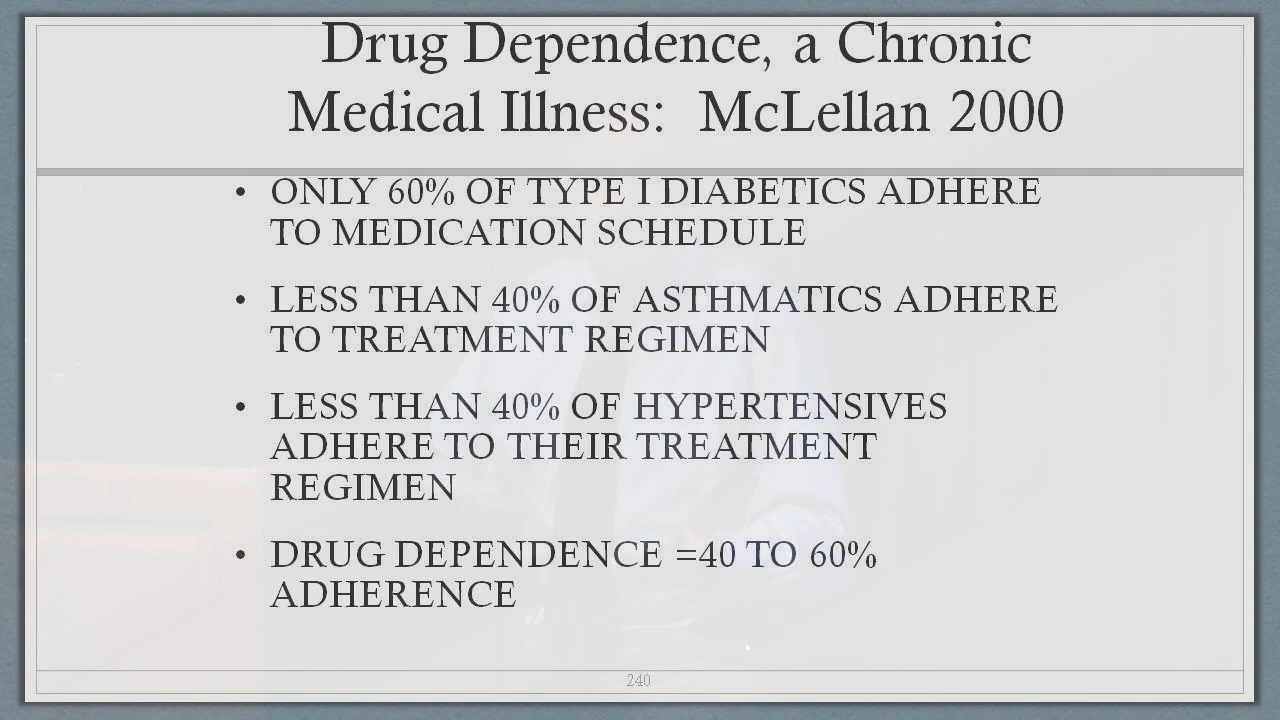 Drug Dependence, a Chronic
Medical Illness: McLellan 2000
• ONLY 60% OF TYPE I DIABETICS ADHERE
TO MEDICATION SCHEDULE
• LESS THAN 40% OF ASTHMATICS ADHERE
TO TREATMENT REGIMEN
• LESS THAN 40% OF HYPERTENSIVES
ADHERE TO THEIR TREATMENT
REGIMEN
• DRUG DEPENDENCE =40 TO 60%
ADHERENCE
240